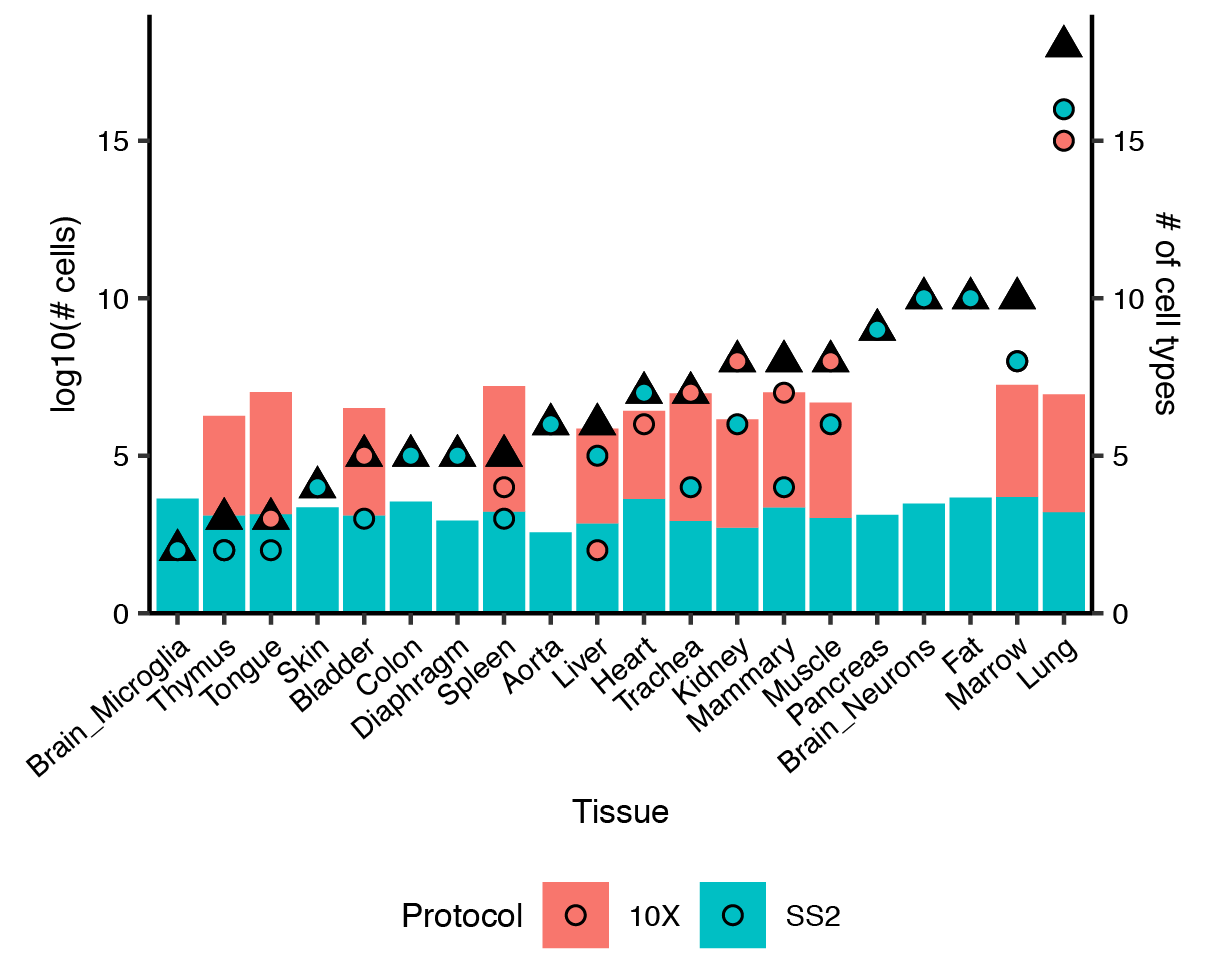 15
10
5
0
log10(# cells)
15
10
5
0
# of cell types
Brain_Microglia
Thymus
Tongue
Skin
Bladder
Colon
Diaphragm
Spleen
Aorta
Liver
Heart
Trachea
Kidney
Mammary
Muscle
Pancreas
Brain_Neurons
Fat
Marrow
Lung
Tissue
Protocol 10X SS2